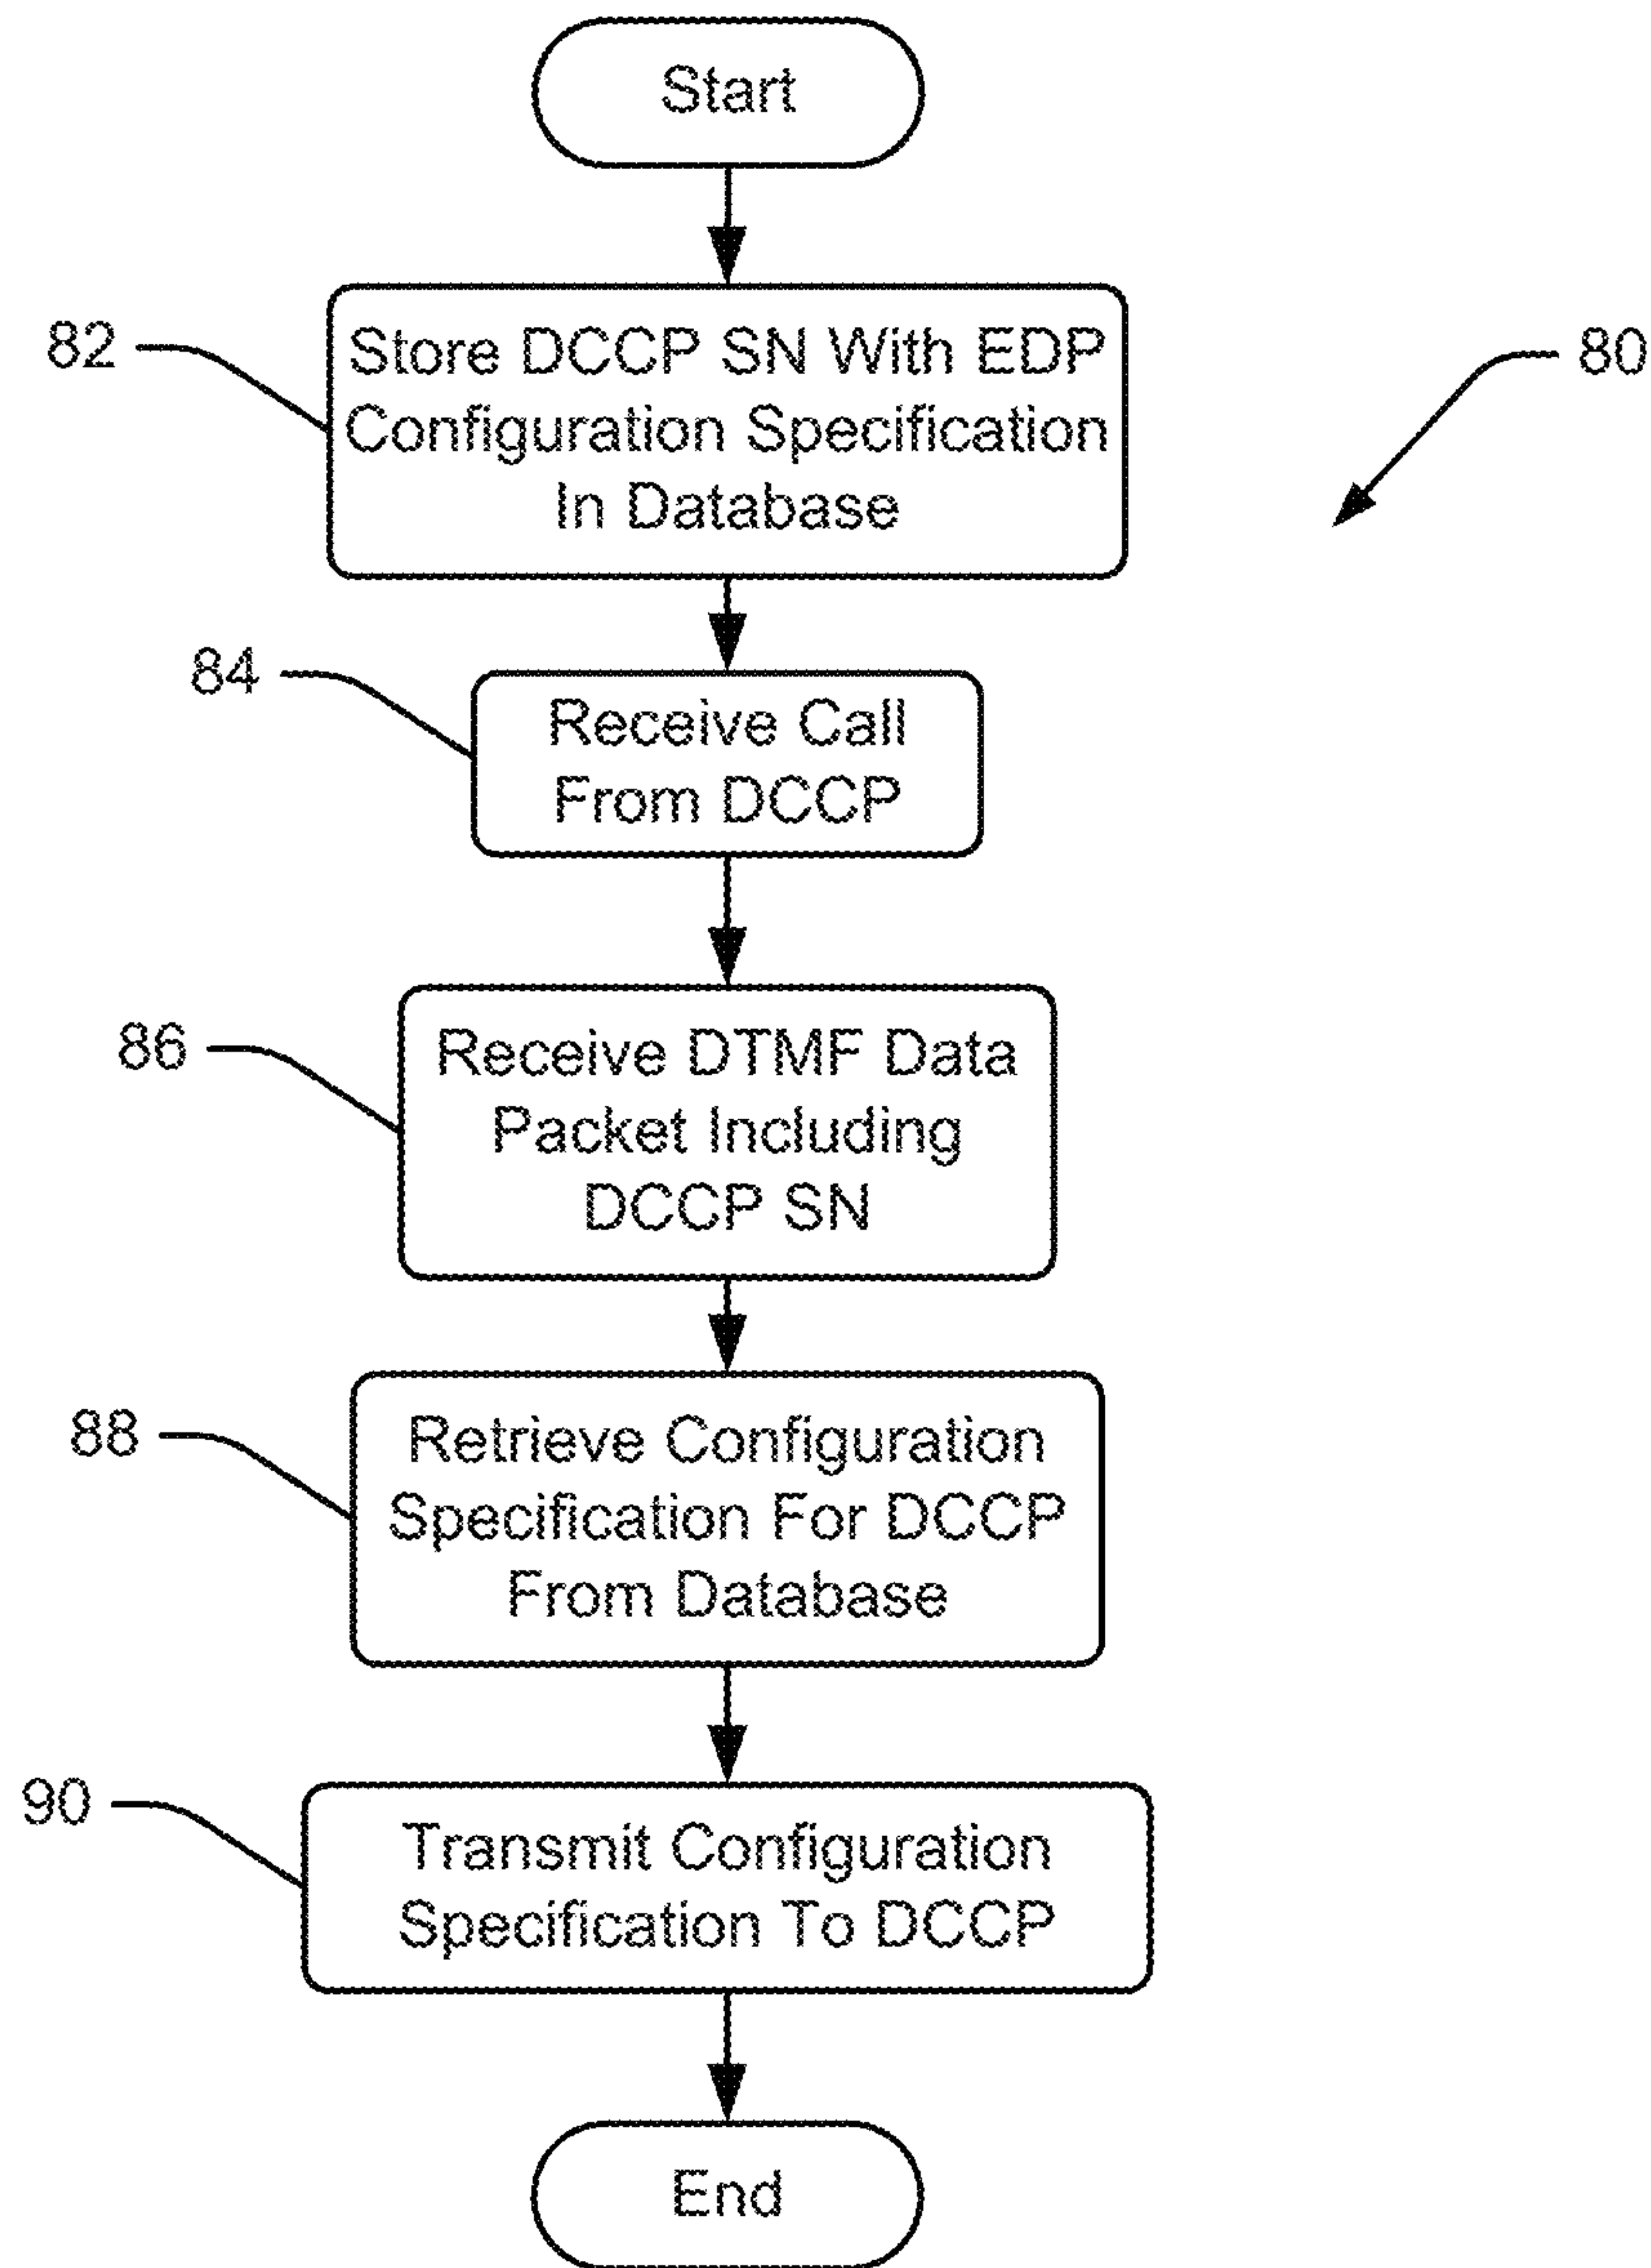 Start
82
Store DCCP SN With EDP
Configuration Specification
In Database
80
84
Receive Call
From DCCP
86
Receive DTMF Data
Packet Including
DCCP SN
88
Retrieve Configuration
Specification For DCCP
From Database
90
Transmit Configuration
Specification To DCCP
End